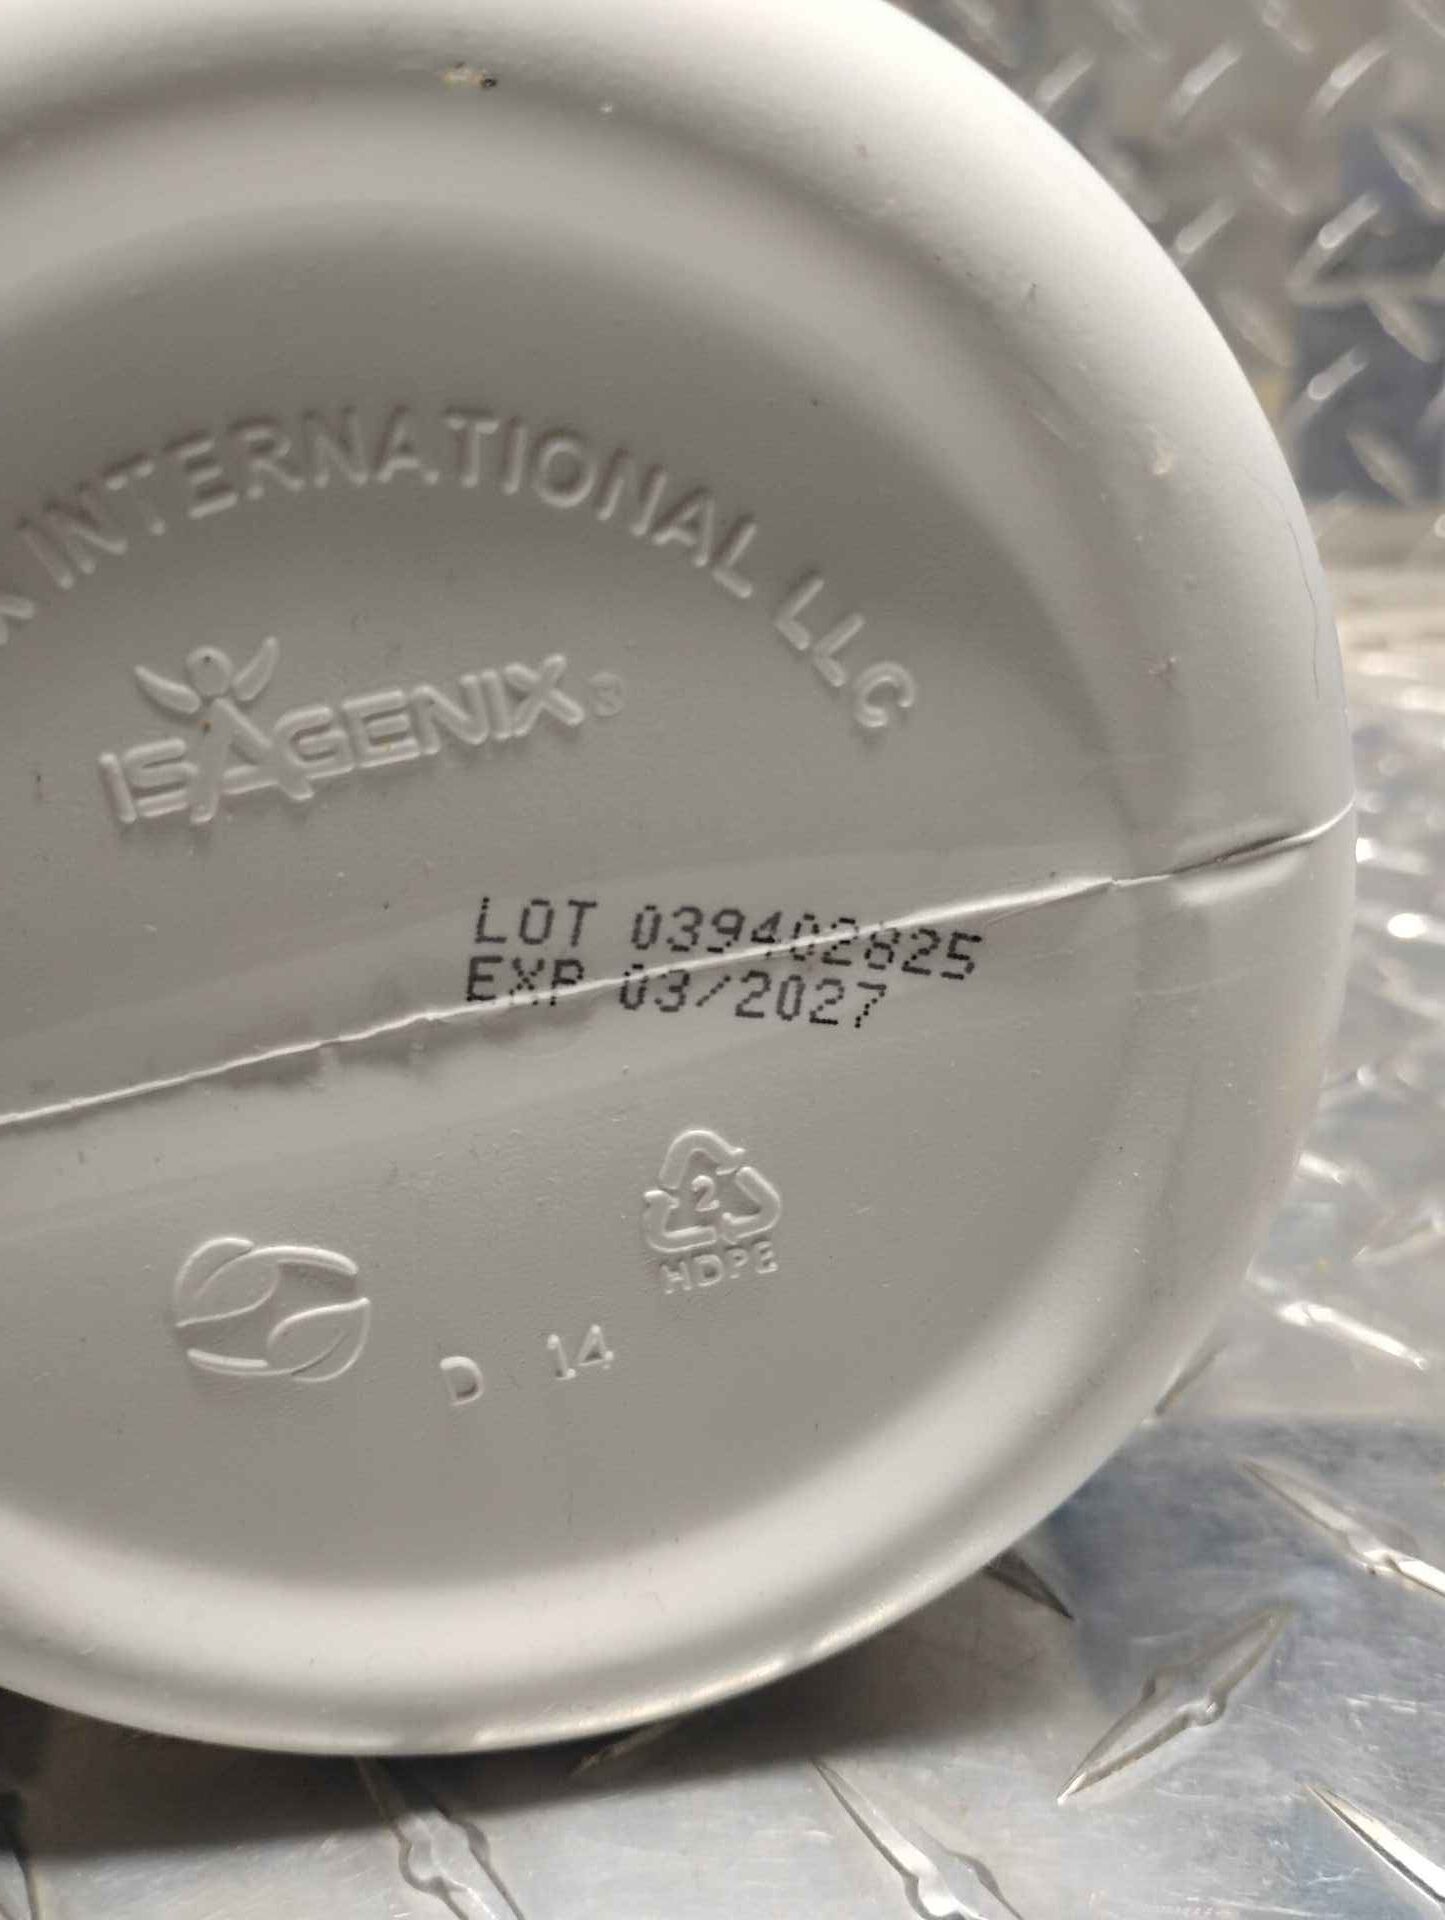 INTERNATIONAL LLC
ISAGENIX®
LOT 039402825
EXP 03/2027
2
HDPE
D 14